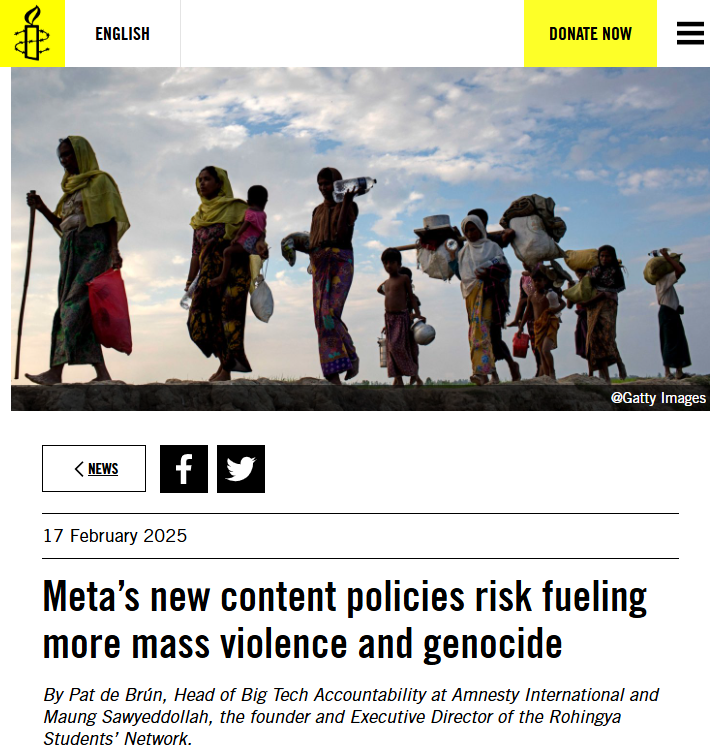 ENGLISH
DONATE NOW
@Gatty Images
NEWS
17 February 2025
Meta’s new content policies risk fueling
more mass violence and genocide
By Pat de Brún, Head of Big Tech Accountability at Amnesty International and
Maung Sawyeddollah, the founder and Executive Director of the Rohingya
Students’ Network.